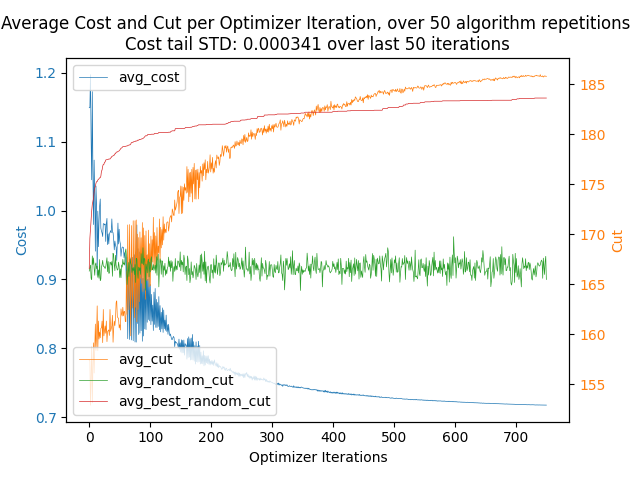 Average Cost and Cut per Optimizer Iteration, over 50 algorithm repetitions
Cost tail STD: 0.000341 over last 50 iterations
avg_cost
1.2
1.1
1.0
0.9
0.8
0.7
Cost
185
180
175
170
165
160
155
Cut
avg_cut
avg_random_cut
avg_best_random_cut
0 100 200 300 400 500 600 700
Optimizer Iterations